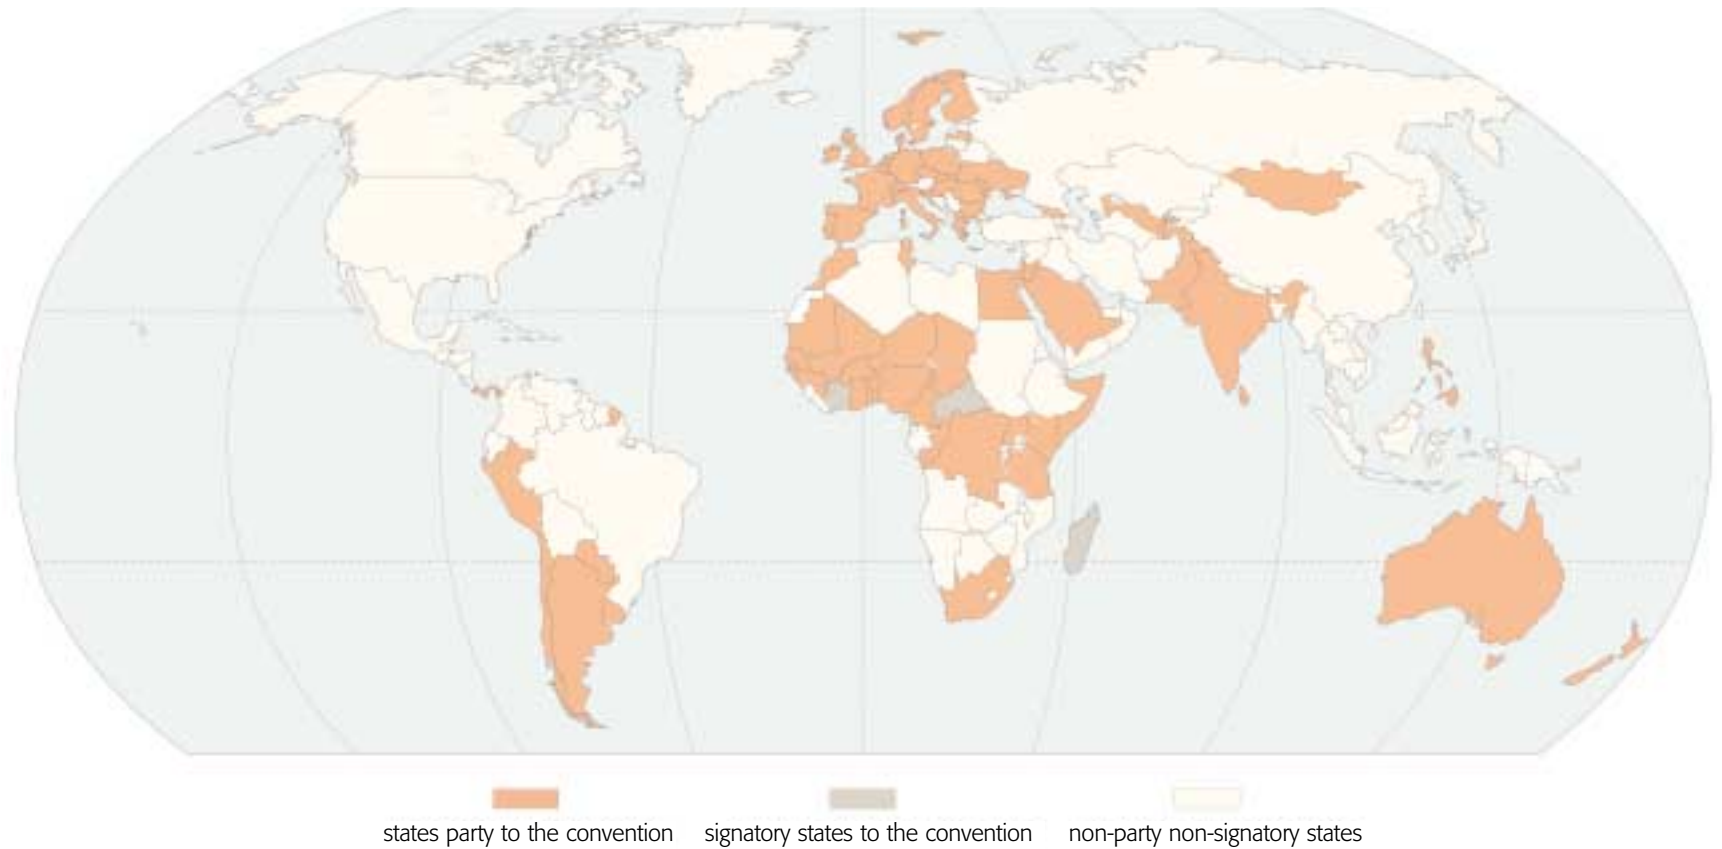 states party to the convention
signatory states to the convention
non-party non-signatory states